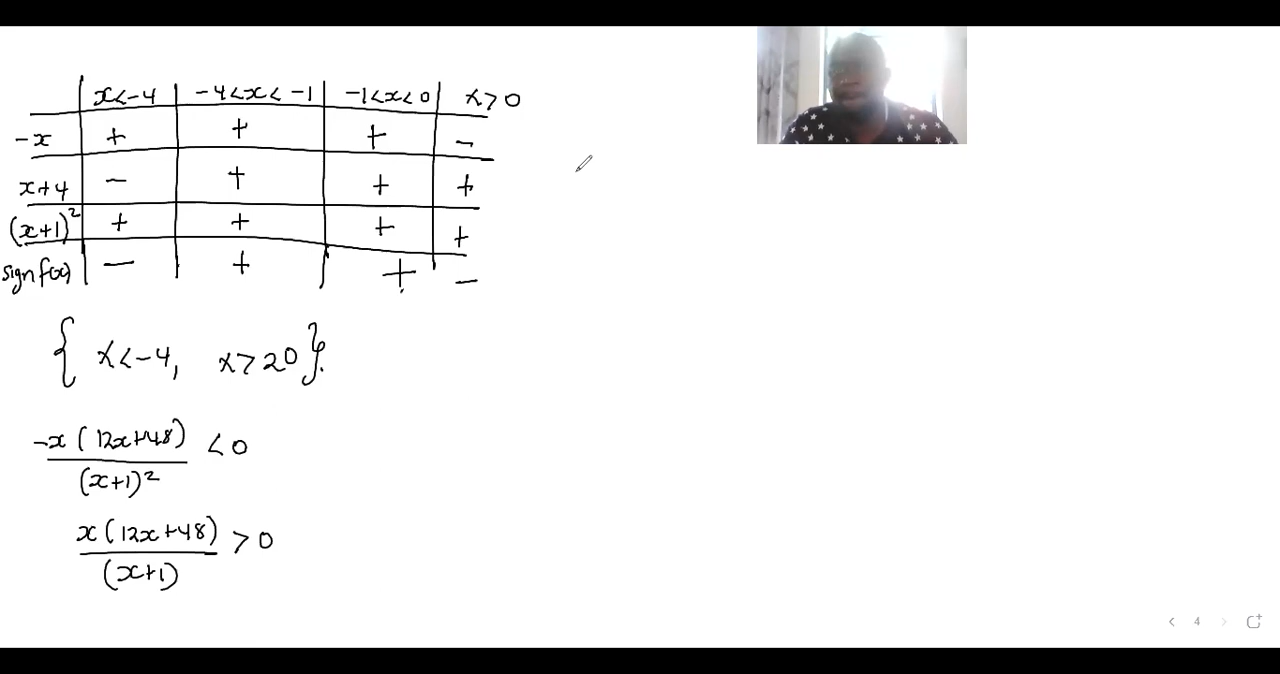 x<-4 -4<x<-1 -1<x<0 x>0
-x + + + -
x+4 - + + +
(x+1)² + + + +
sign f(x) - + + -
{ x<-4, x>20}.
-x(12x+48)/(x+1)² <0
x(12x+48)/(x+1) >0
4